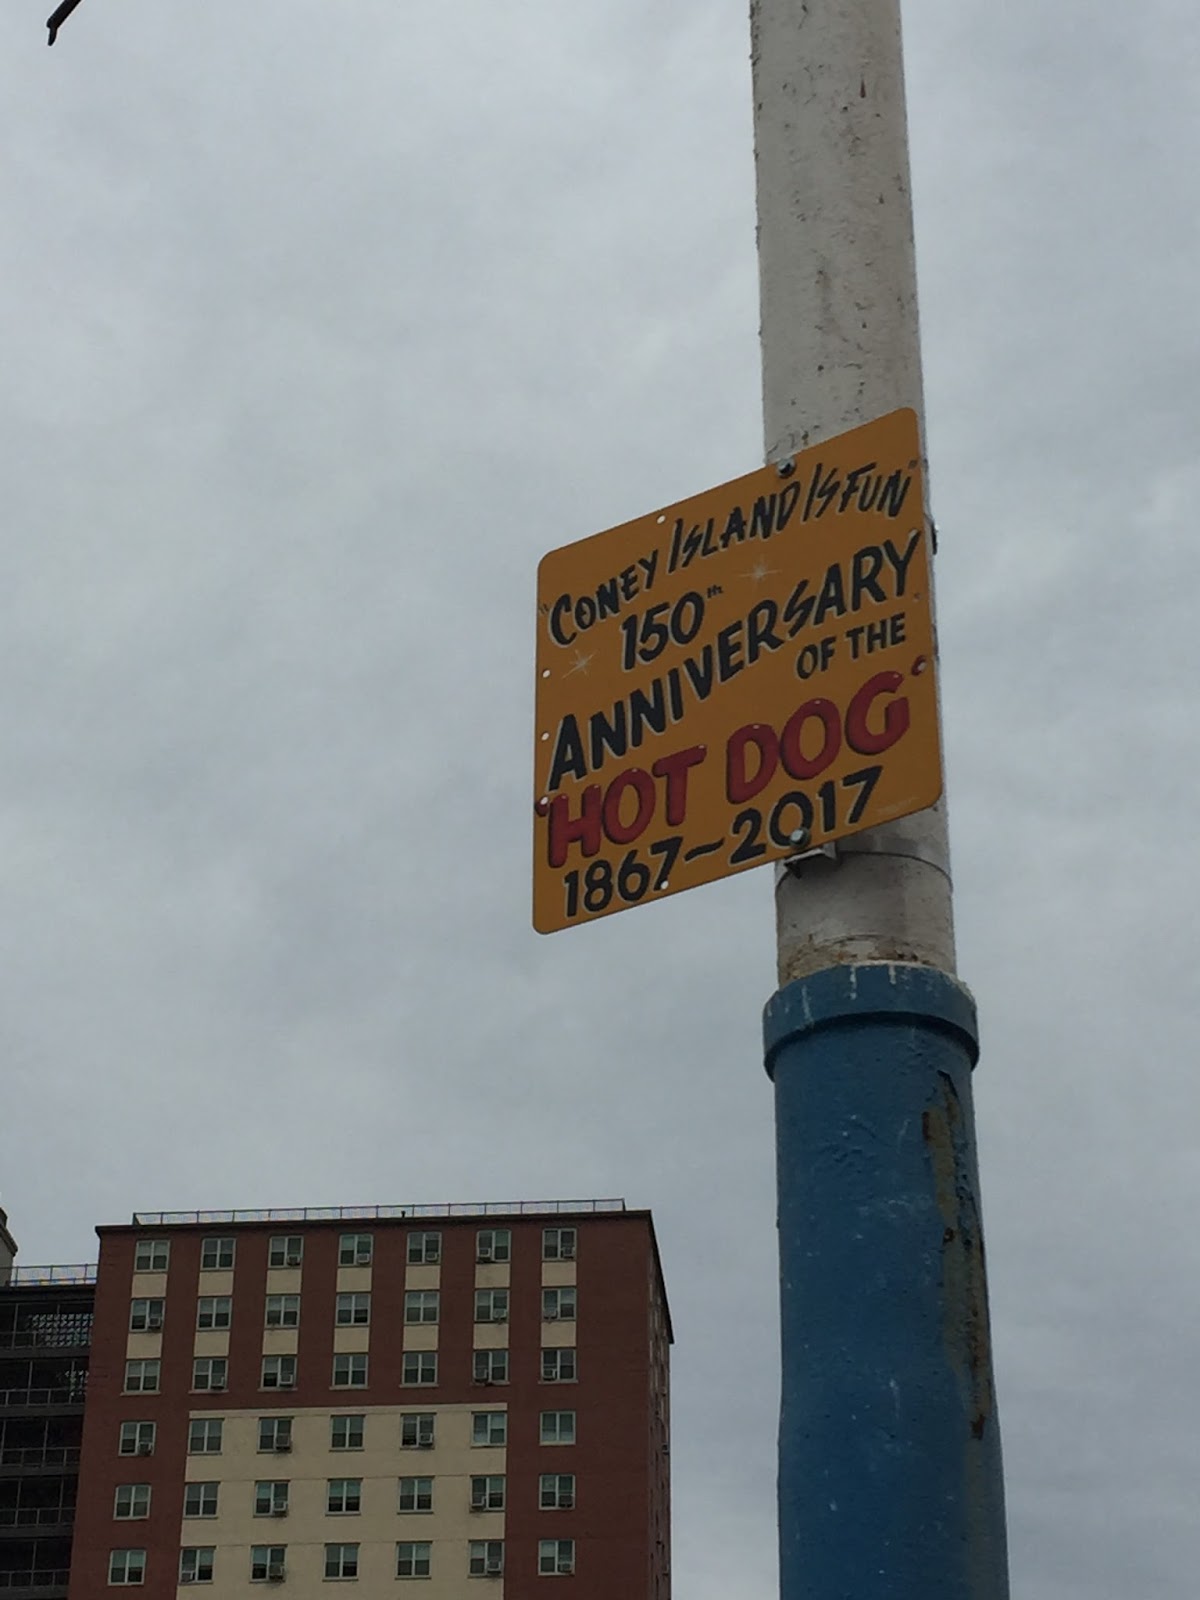 "CONEY ISLAND IS FUN"
150th
ANNIVERSARY
OF THE
"HOT DOG"
1867~2017